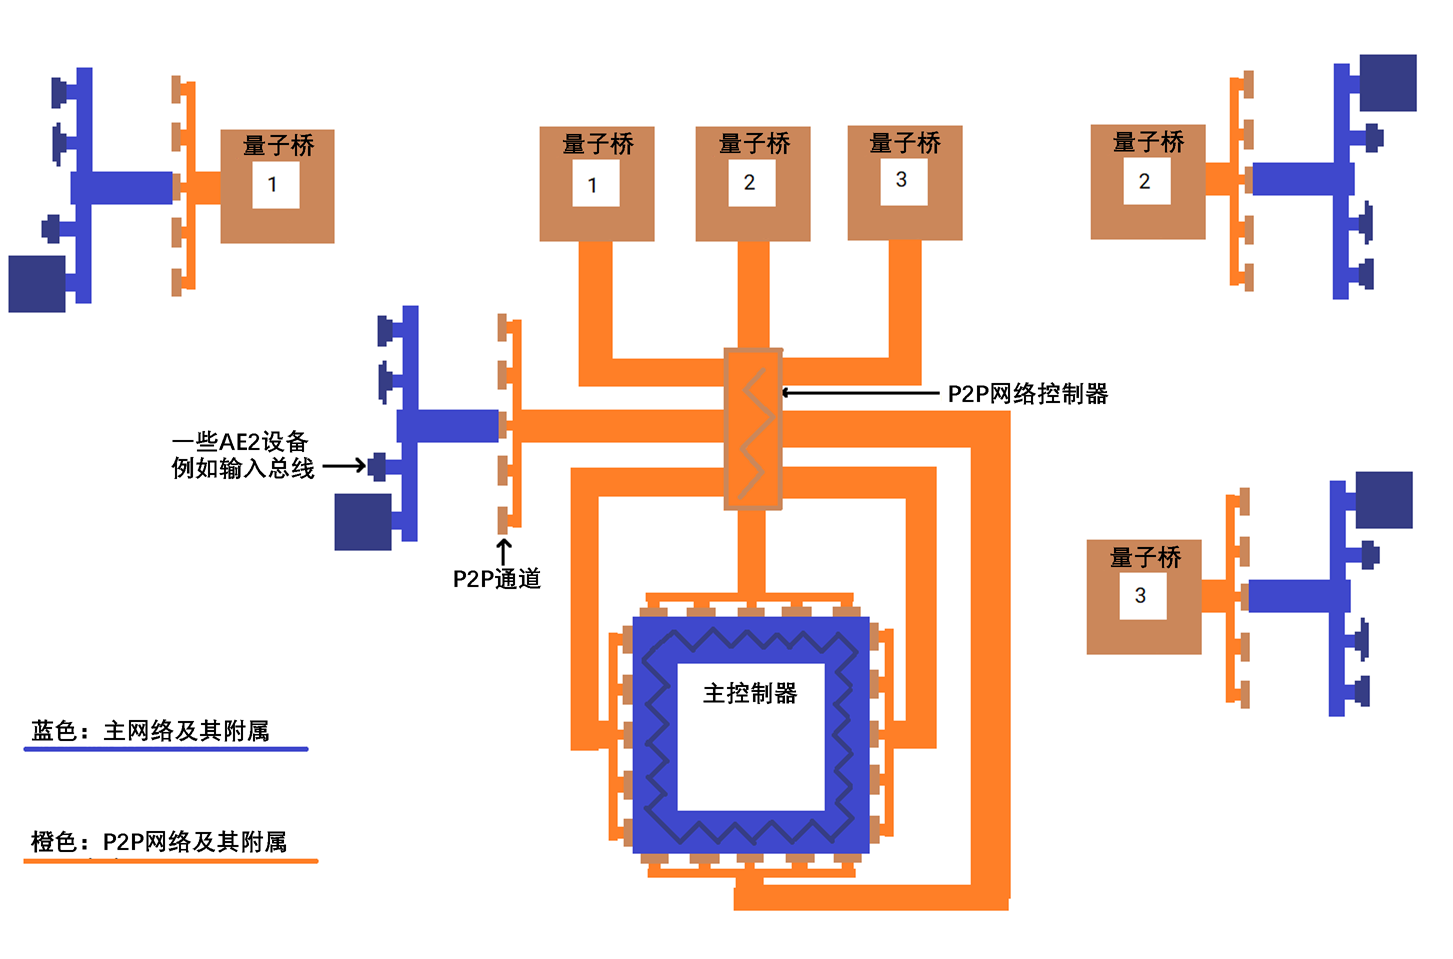 量子桥
1
量子桥
1
量子桥
2
量子桥
3
量子桥
2
P2P网络控制器
一些AE2设备
例如输入总线
P2P通道
量子桥
3
主控制器
蓝色：主网络及其附属
橙色：P2P网络及其附属